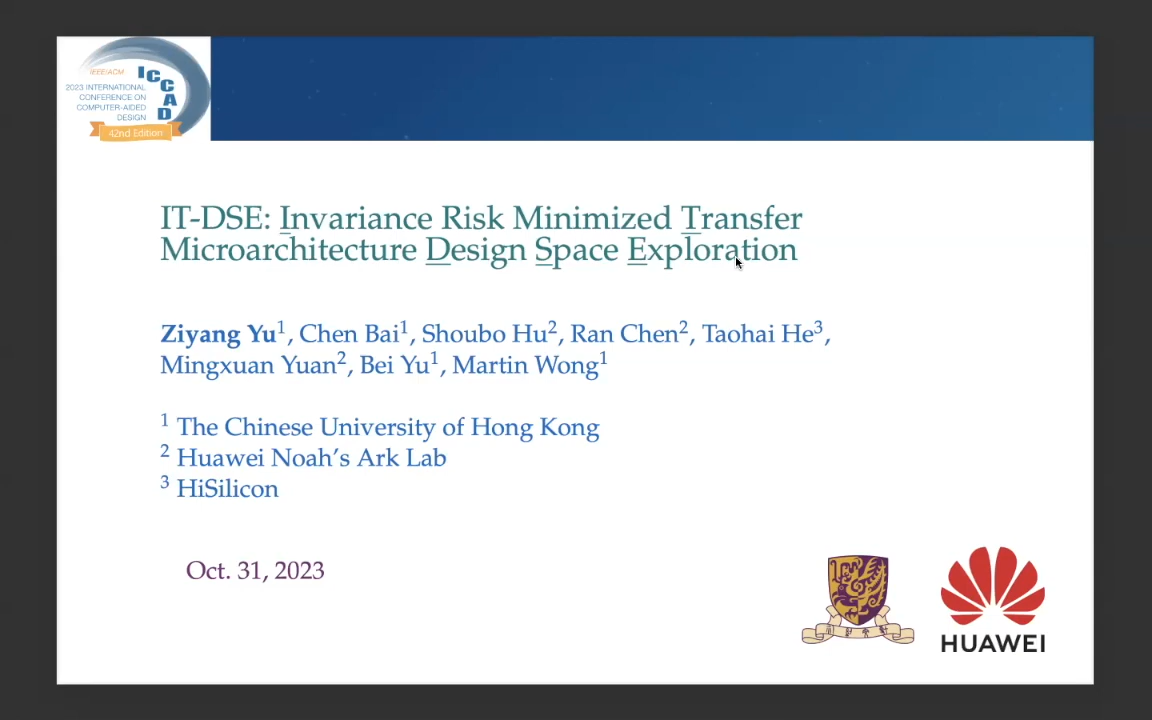 IEEE/ACM
ICCAD
2023 INTERNATIONAL
CONFERENCE ON
COMPUTER-AIDED
DESIGN
42nd Edition
IT-DSE: Invariance Risk Minimized Transfer
Microarchitecture Design Space Exploration
Ziyang Yu¹, Chen Bai¹, Shoubo Hu², Ran Chen², Taohai He³,
Mingxuan Yuan², Bei Yu¹, Martin Wong¹
¹ The Chinese University of Hong Kong
² Huawei Noah’s Ark Lab
³ HiSilicon
Oct. 31, 2023
HUAWEI